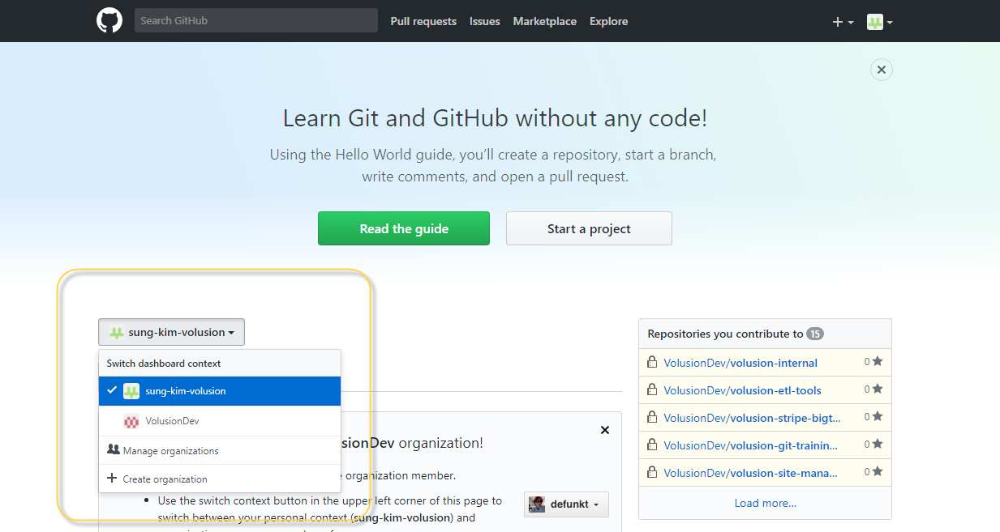 Search GitHub
Pull requests
Issues
Marketplace
Explore
Learn Git and GitHub without any code!
Using the Hello World guide, you’ll create a repository, start a branch,
write comments, and open a pull request.
Read the guide
Start a project
sung-kim-volusion
Switch dashboard context
sung-kim-volusion
VolusionDev
Manage organizations
Create organization
sionDev organization!
organization member.
Use the switch context button in the upper left corner of this page to
switch between your personal context (sung-kim-volusion) and
defunkt
Repositories you contribute to 15
VolusionDev/volusion-internal 0
VolusionDev/volusion-etl-tools 0
VolusionDev/volusion-stripe-bigt... 0
VolusionDev/volusion-git-trainin... 0
VolusionDev/volusion-site-mana... 0
Load more...